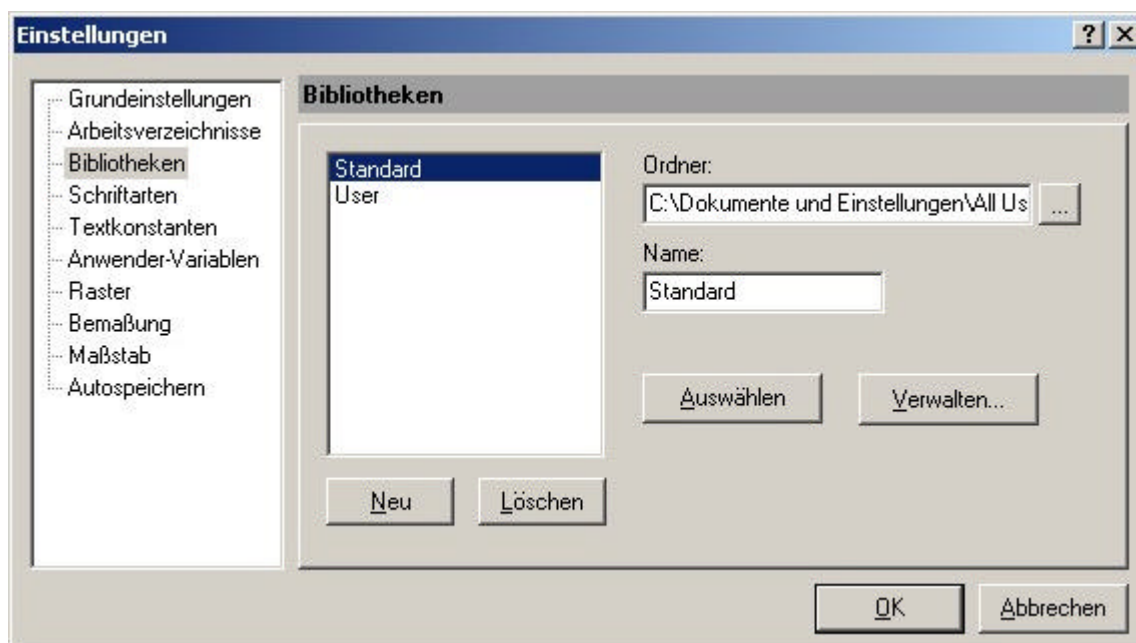 Einstellungen
Grundeinstellungen
Arbeitsverzeichnisse
Bibliotheken
Schriftarten
Textkonstanten
Anwender-Variablen
Raster
Bemaßung
Maßstab
Autospeichern
Bibliotheken
Standard
User
Neu
Löschen
Ordner:
C:\Dokumente und Einstellungen\All Us
...
Name:
Standard
Auswählen
Verwalten...
OK
Abbrechen